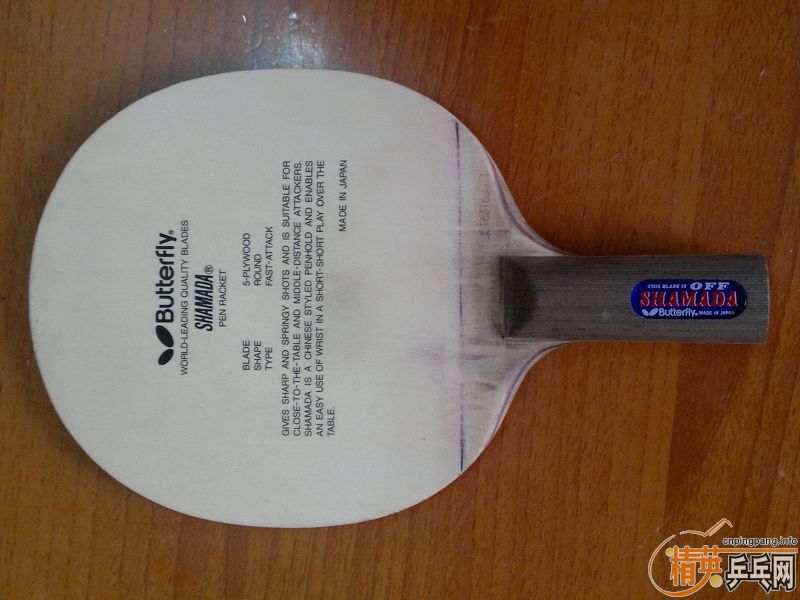 Butterfly®
WORLD-LEADING QUALITY BLADES
SHAMADA®
PEN RACKET
BLADE 5-PLYWOOD
SHAPE ROUND
TYPE FAST-ATTACK
GIVES SHARP AND SPRINGY SHOTS AND IS SUITABLE FOR
CLOSE-TO-THE-TABLE AND MIDDLE-DISTANCE ATTACKERS.
SHAMADA IS A CHINESE STYLED PENHOLD AND ENABLES
AN EASY USE OF WRIST IN A SHORT-SHORT PLAY OVER THE
TABLE.
MADE IN JAPAN
THIS BLADE IS OFF
SHAMADA
Butterfly MADE IN JAPAN
cnpingpang.info
精英乒乓网